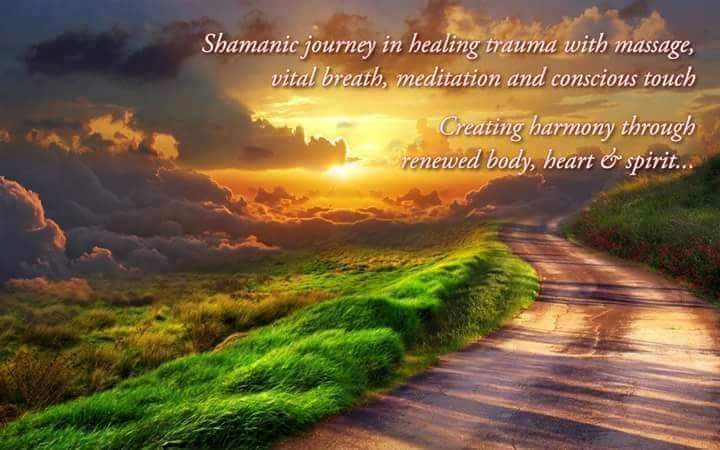 Shamanic journey in healing trauma with massage,
vital breath, meditation and conscious touch
Creating harmony through
renewed body, heart & spirit...